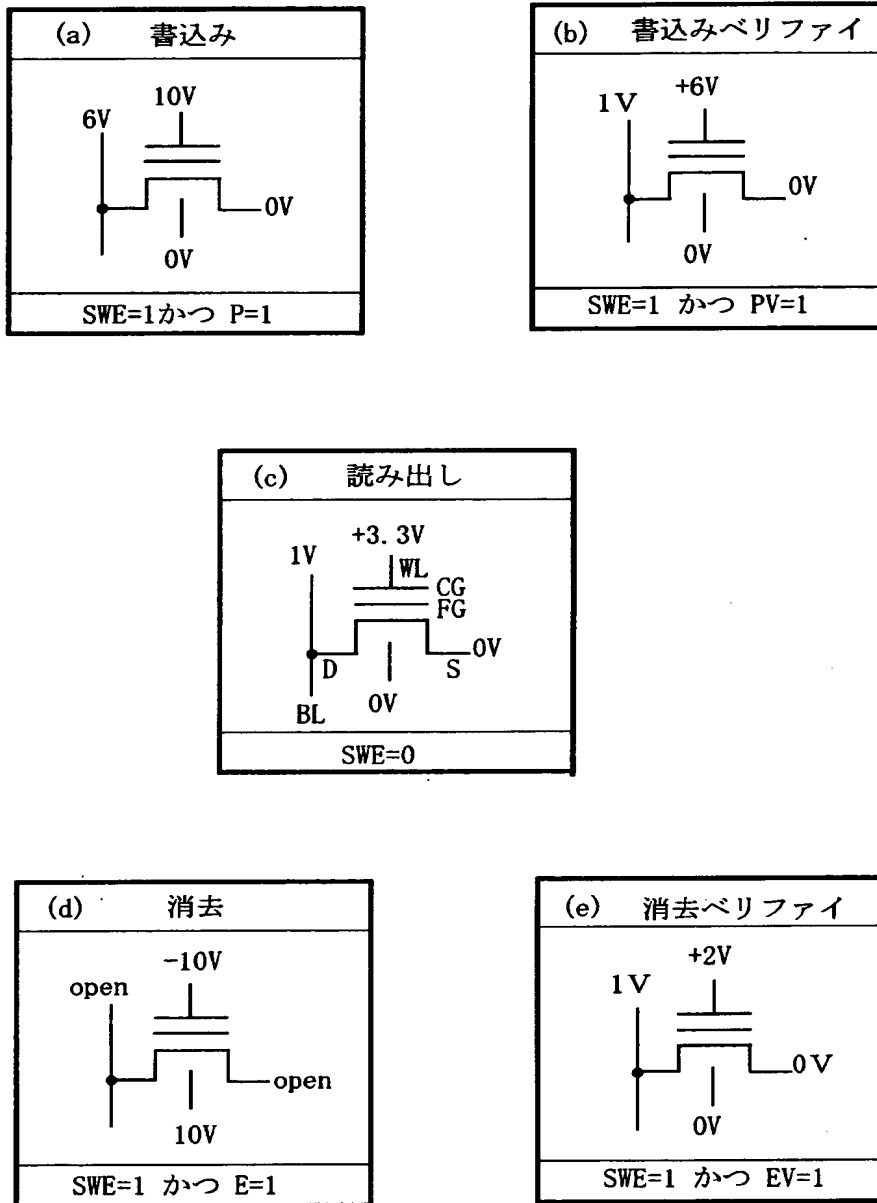 (a) 書込み
10V
6V
0V
0V
SWE=1かつ P=1
(b) 書込みベリファイ
+6V
1V
0V
0V
SWE=1 かつ PV=1
(c) 読み出し
+3.3V
1V
WL
CG
FG
0V
D
S
0V
BL
SWE=0
(d) 消去
-10V
open
open
10V
SWE=1 かつ E=1
(e) 消去ベリファイ
+2V
1V
0V
0V
SWE=1 かつ EV=1